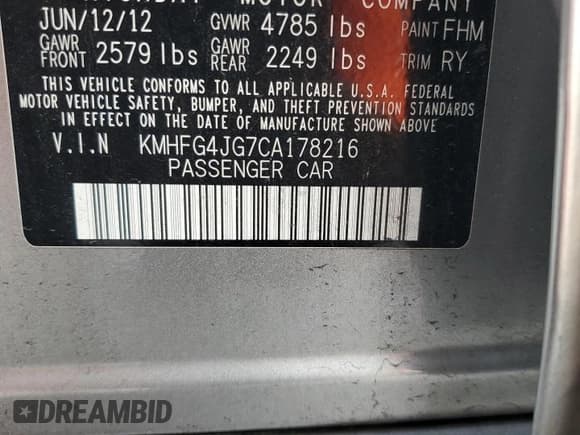 MOTOR COMPANY
JUN/12/12 GVWR 4785 lbs PAINT FHM
GAWR FRONT 2579 lbs GAWR REAR 2249 lbs TRIM RY
THIS VEHICLE CONFORMS TO ALL APPLICABLE U.S.A. FEDERAL
MOTOR VEHICLE SAFETY, BUMPER, AND THEFT PREVENTION STANDARDS
IN EFFECT ON THE DATE OF MANUFACTURE SHOWN ABOVE.
V.I.N KMHFG4JG7CA178216
PASSENGER CAR
DREAMBID